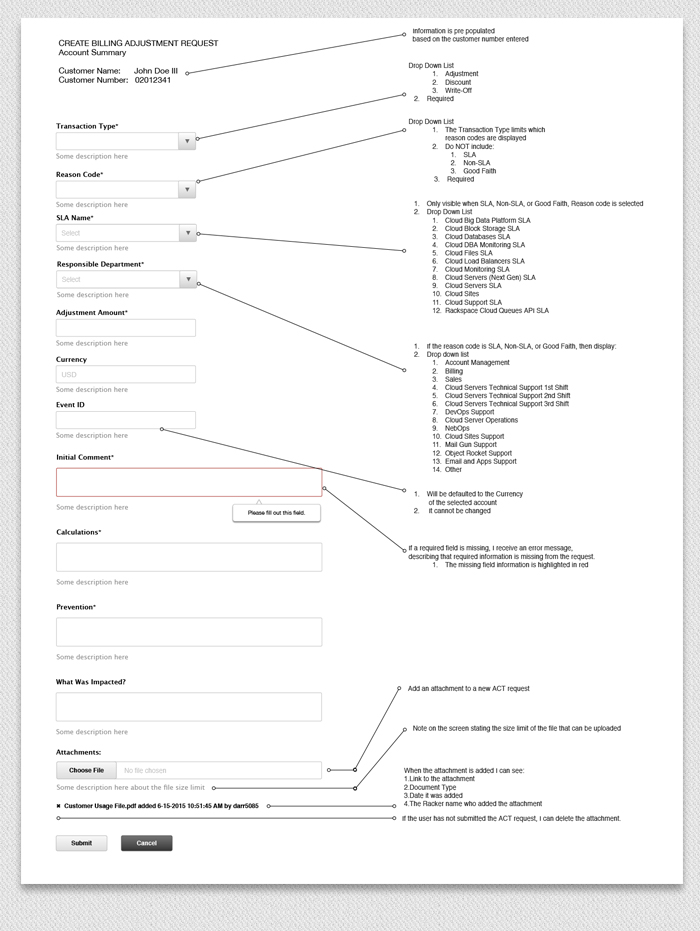 CREATE BILLING ADJUSTMENT REQUEST
Account Summary
Customer Name: John Doe III
Customer Number: 02012341
Information is pre populated
based on the customer number entered
Drop Down List
1. Adjustment
2. Discount
3. Write-Off
2. Required
Transaction Type*
Some description here
Drop Down List
1. The Transaction Type limits which
reason codes are displayed
2. Do NOT include:
1. SLA
2. Non-SLA
3. Good Faith
3. Required
Reason Code*
Some description here
SLA Name*
Select
Some description here
1. Only visible when SLA, Non-SLA, or Good Faith, Reason code is selected
2. Drop Down List
1. Cloud Big Data Platform SLA
2. Cloud Block Storage SLA
3. Cloud Databases SLA
4. Cloud DBA Monitoring SLA
5. Cloud Files SLA
6. Cloud Load Balancers SLA
7. Cloud Monitoring SLA
8. Cloud Servers (Next Gen) SLA
9. Cloud Servers SLA
10. Cloud Sites
11. Cloud Support SLA
12. Rackspace Cloud Queues APi SLA
Responsible Department*
Select
Some description here
Adjustment Amount*
Some description here
Currency
USD
Event ID
Some description here
1. if the reason code is SLA, Non-SLA, or Good Faith, then display:
2. Drop down list
1. Account Management
2. Billing
3. Sales
4. Cloud Servers Technical Support 1st Shift
5. Cloud Servers Technical Support 2nd Shift
6. Cloud Servers Technical Support 3rd Shift
7. DevOps Support
8. Cloud Server Operations
9. NebOps
10. Cloud Sites Support
11. Mail Gun Support
12. Object Rocket Support
13. Email and Apps Support
14. Other
Initial Comment*
Some description here
Please fill out this field.
1. Will be defaulted to the Currency
of the selected account
2. it cannot be changed
Calculations*
Some description here
If a required field is missing, I receive an error message,
describing that required information is missing from the request.
1. The missing field information is highlighted in red
Prevention*
Some description here
What Was Impacted?
Some description here
Add an attachment to a new ACT request
Note on the screen stating the size limit of the file that can be uploaded
Attachments:
Choose File No file chosen
Some description here about the file size limit
✖ Customer Usage File.pdf added 6-15-2015 10:51:45 AM by darr5085
When the attachment is added I can see:
1.Link to the attachment
2.Document Type
3.Date it was added
4.The Racker name who added the attachment
if the user has not submitted the ACT request, I can delete the attachment.
Submit Cancel